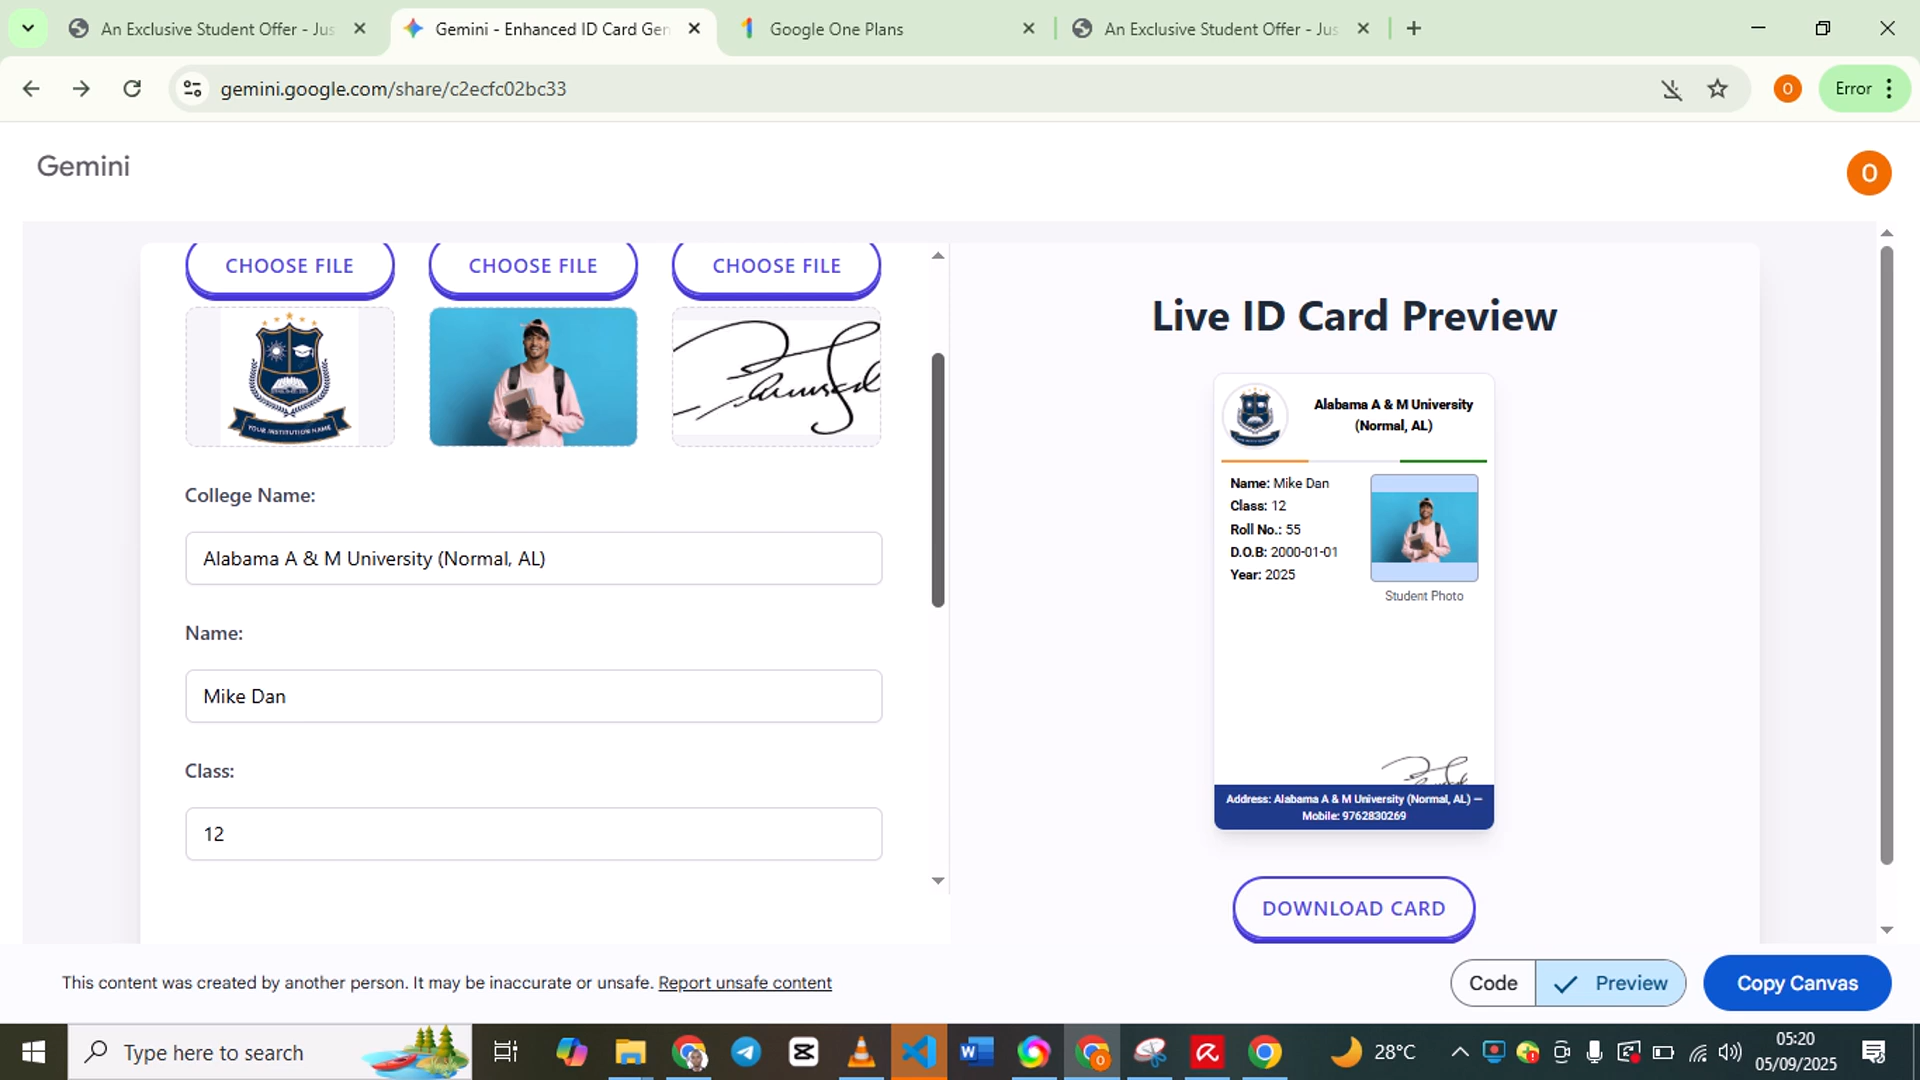 An Exclusive Student Offer - Jus
Gemini - Enhanced ID Card Gen
Google One Plans
An Exclusive Student Offer - Jus
gemini.google.com/share/c2ecfc02bc33
O
Error
Gemini
O
CHOOSE FILE
CHOOSE FILE
CHOOSE FILE
YOUR INSTITUTION NAME
College Name:
Alabama A & M University (Normal, AL)
Name:
Mike Dan
Class:
12
Live ID Card Preview
Alabama A & M University
(Normal, AL)
Name: Mike Dan
Class: 12
Roll No.: 55
D.O.B: 2000-01-01
Year: 2025
Student Photo
Address: Alabama A & M University (Normal, AL) —
Mobile: 9762830269
DOWNLOAD CARD
This content was created by another person. It may be inaccurate or unsafe. Report unsafe content
Code
Preview
Copy Canvas
Type here to search
28°C
05:20
05/09/2025